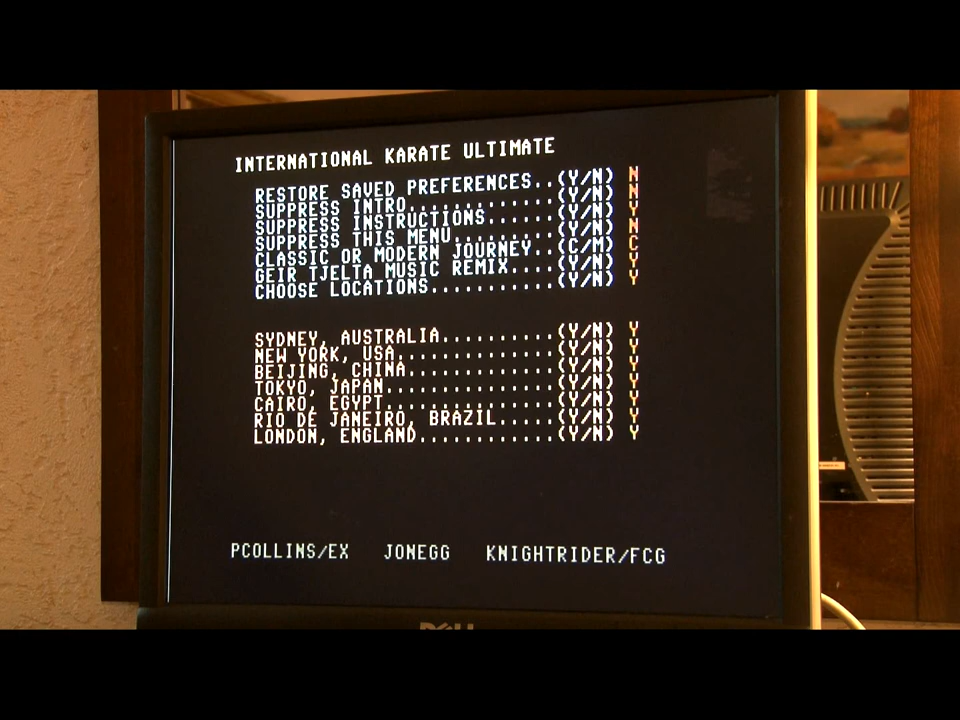 INTERNATIONAL KARATE ULTIMATE
RESTORE SAVED PREFERENCES..(Y/N) N
SUPPRESS INTRO..............(Y/N) N
SUPPRESS INSTRUCTIONS.......(Y/N) Y
SUPPRESS THIS MENU..........(Y/N) N
CLASSIC OR MODERN JOURNEY..(C/M) C
GEIR TJELTA MUSIC REMIX....(Y/N) Y
CHOOSE LOCATIONS............(Y/N) Y
SYDNEY, AUSTRALIA...........(Y/N) Y
NEW YORK, USA...............(Y/N) Y
BEIJING, CHINA..............(Y/N) Y
TOKYO, JAPAN................(Y/N) Y
CAIRO, EGYPT................(Y/N) Y
RIO DE JANEIRO, BRAZIL.....(Y/N) Y
LONDON, ENGLAND.............(Y/N) Y
PCOLLINS/EX JONEGG KNIGHTRIDER/FCG
DELL